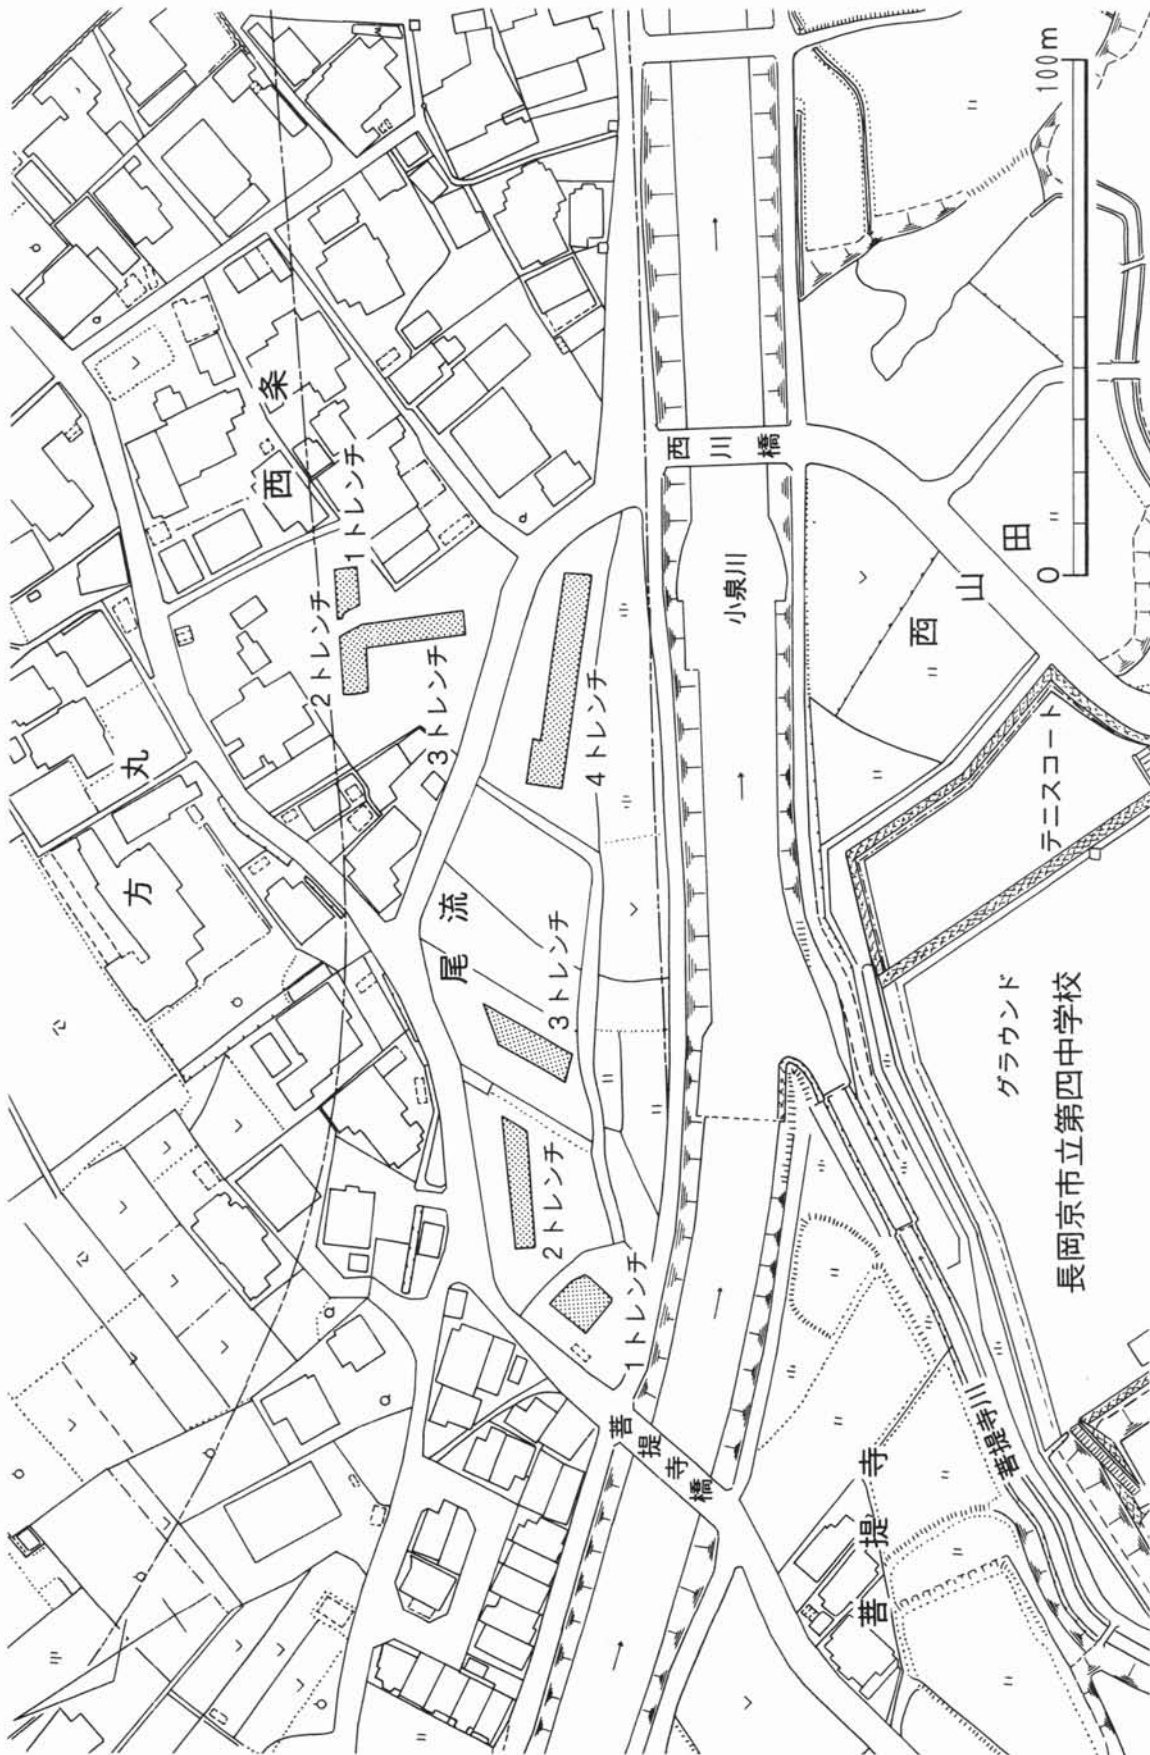 方丸
西条
1トレンチ
2トレンチ
3トレンチ
尾流
4トレンチ
3トレンチ
2トレンチ
1トレンチ
菩提寺橋
西川橋
小泉川
菩提寺
西山田
菩提寺川
テニスコート
グラウンド
長岡京市立第四中学校
0 100m